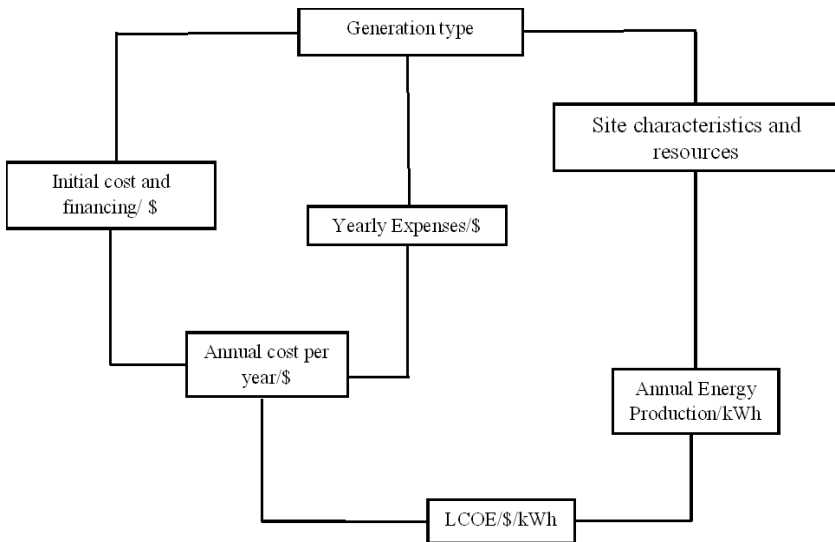 Generation type
Site characteristics and
resources
Initial cost and
financing/ $
Yearly Expenses/$
Annual cost per
year/$
Annual Energy
Production/kWh
LCOE/$/kWh